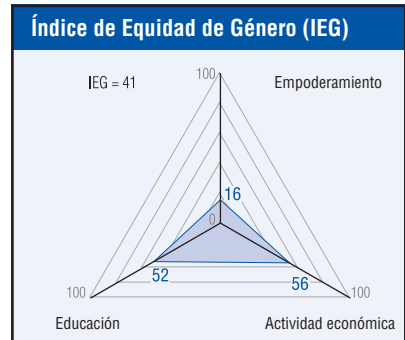 Índice de Equidad de Género (IEG)
100
IEG = 41
Empoderamiento
16
0
52
56
100
100
Educación
Actividad económica